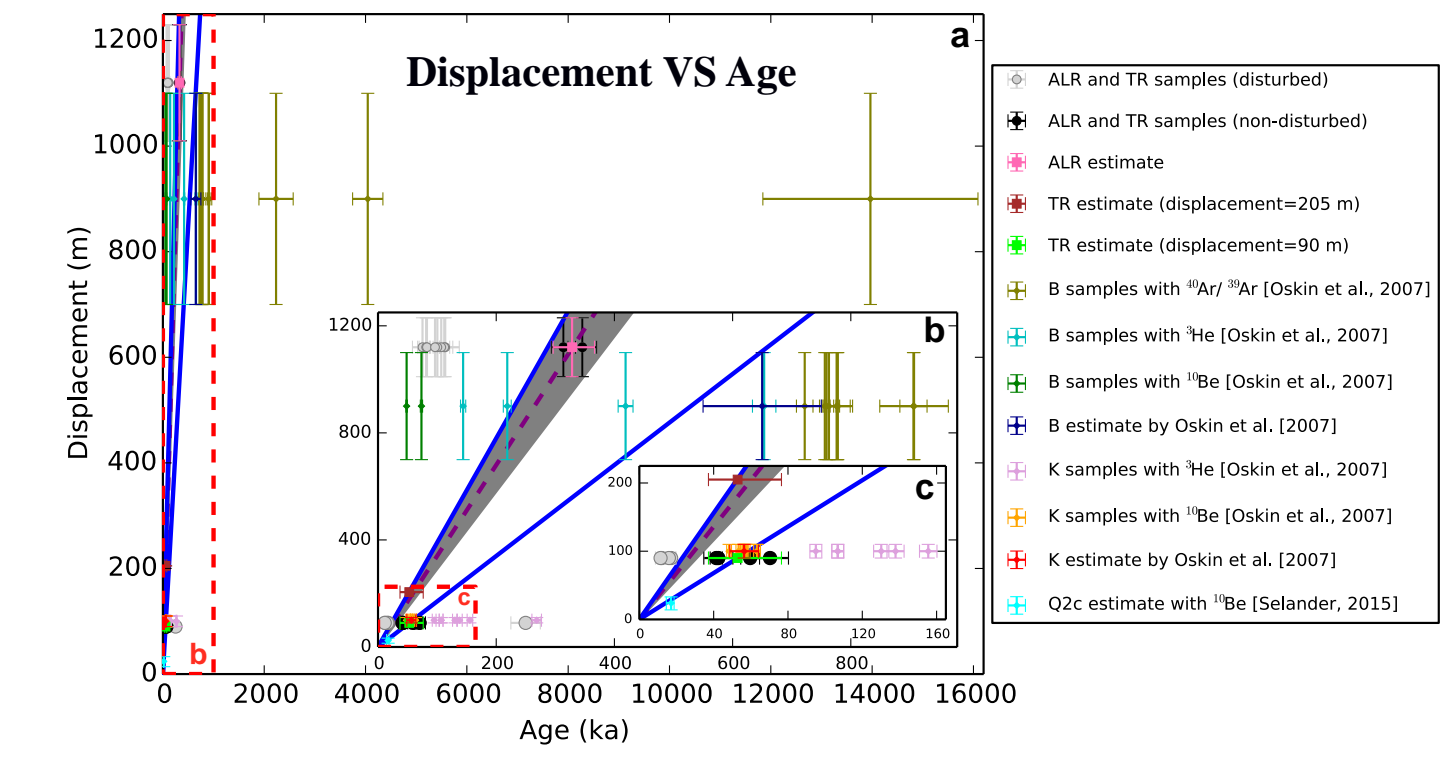 Displacement VS Age
a
1200
1000
800
600
400
200
0
Displacement (m)
0 2000 4000 6000 8000 10000 12000 14000 16000
Age (ka)
b
b
1200
800
400
0
0 200 400 600 800
c
c
200
100
0
0 40 80 120 160
ALR and TR samples (disturbed)
ALR and TR samples (non-disturbed)
ALR estimate
TR estimate (displacement=205 m)
TR estimate (displacement=90 m)
B samples with ⁴⁰Ar/ ³⁹Ar [Oskin et al., 2007]
B samples with ³He [Oskin et al., 2007]
B samples with ¹⁰Be [Oskin et al., 2007]
B estimate by Oskin et al. [2007]
K samples with ³He [Oskin et al., 2007]
K samples with ¹⁰Be [Oskin et al., 2007]
K estimate by Oskin et al. [2007]
Q2c estimate with ¹⁰Be [Selander, 2015]